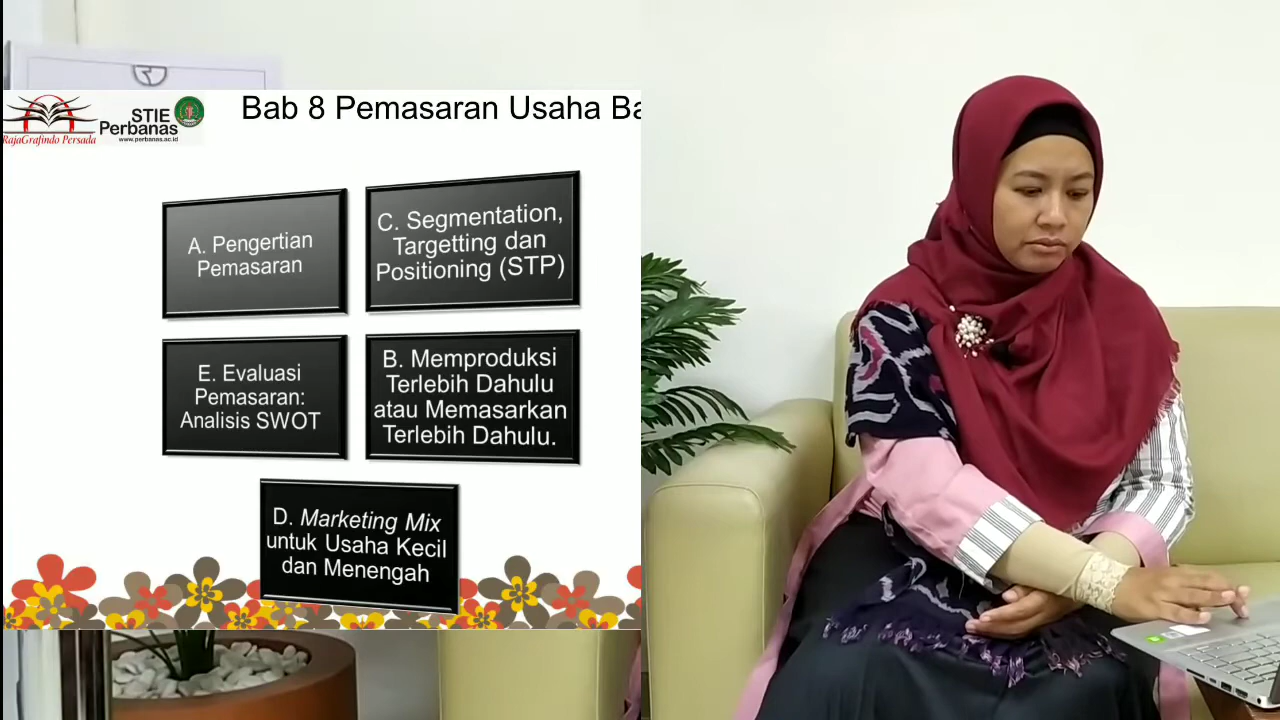 RajaGrafindo Persada
STIE
Perbanas
www.perbanas.ac.id
Bab 8 Pemasaran Usaha Ba
A. Pengertian
Pemasaran
C. Segmentation,
Targetting dan
Positioning (STP)
E. Evaluasi
Pemasaran:
Analisis SWOT
B. Memproduksi
Terlebih Dahulu
atau Memasarkan
Terlebih Dahulu.
D. Marketing Mix
untuk Usaha Kecil
dan Menengah